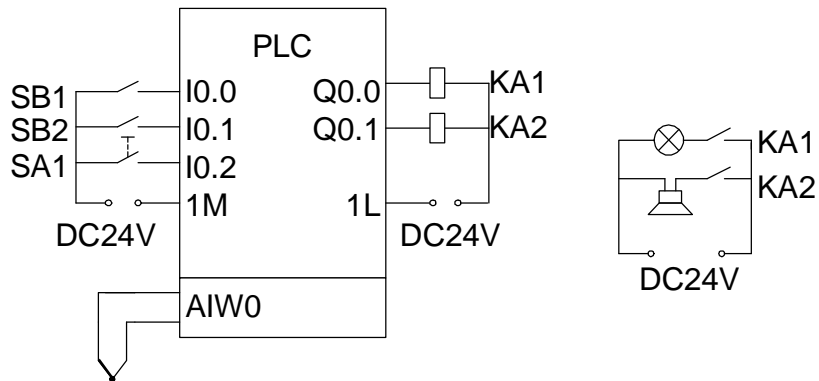 PLC
SB1 I0.0 Q0.0 KA1
SB2 I0.1 Q0.1 KA2
SA1 I0.2
1M 1L
DC24V DC24V
AIW0
KA1
KA2
DC24V